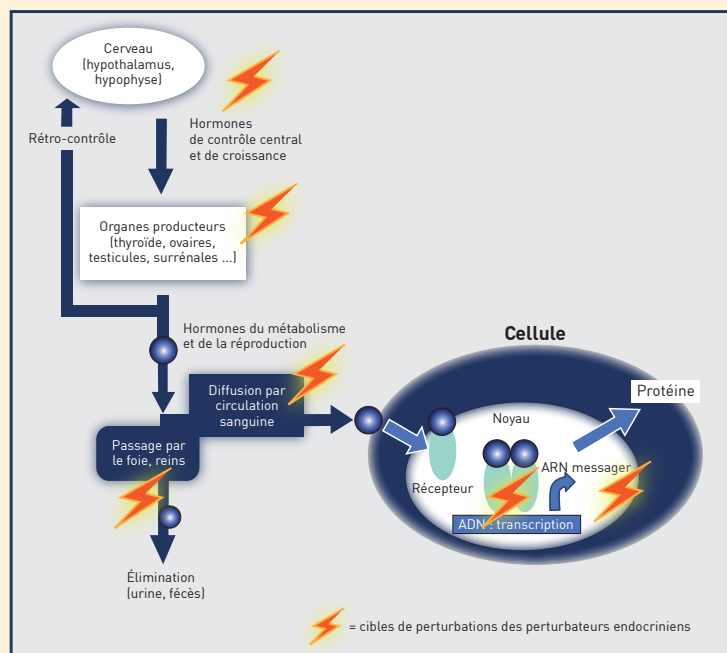 Cerveau
(hypothalamus,
hypophyse)
Rétro-contrôle
Hormones
de contrôle central
et de croissance
Organes producteurs
(thyroïde, ovaires,
testicules, surrénales ...)
Hormones du métabolisme
et de la réproduction
Diffusion par
circulation
sanguine
Passage par
le foie, reins
Élimination
(urine, fécès)
Cellule
Protéine
Noyau
Récepteur
ARN messager
ADN : transcription
= cibles de perturbations des perturbateurs endocriniens